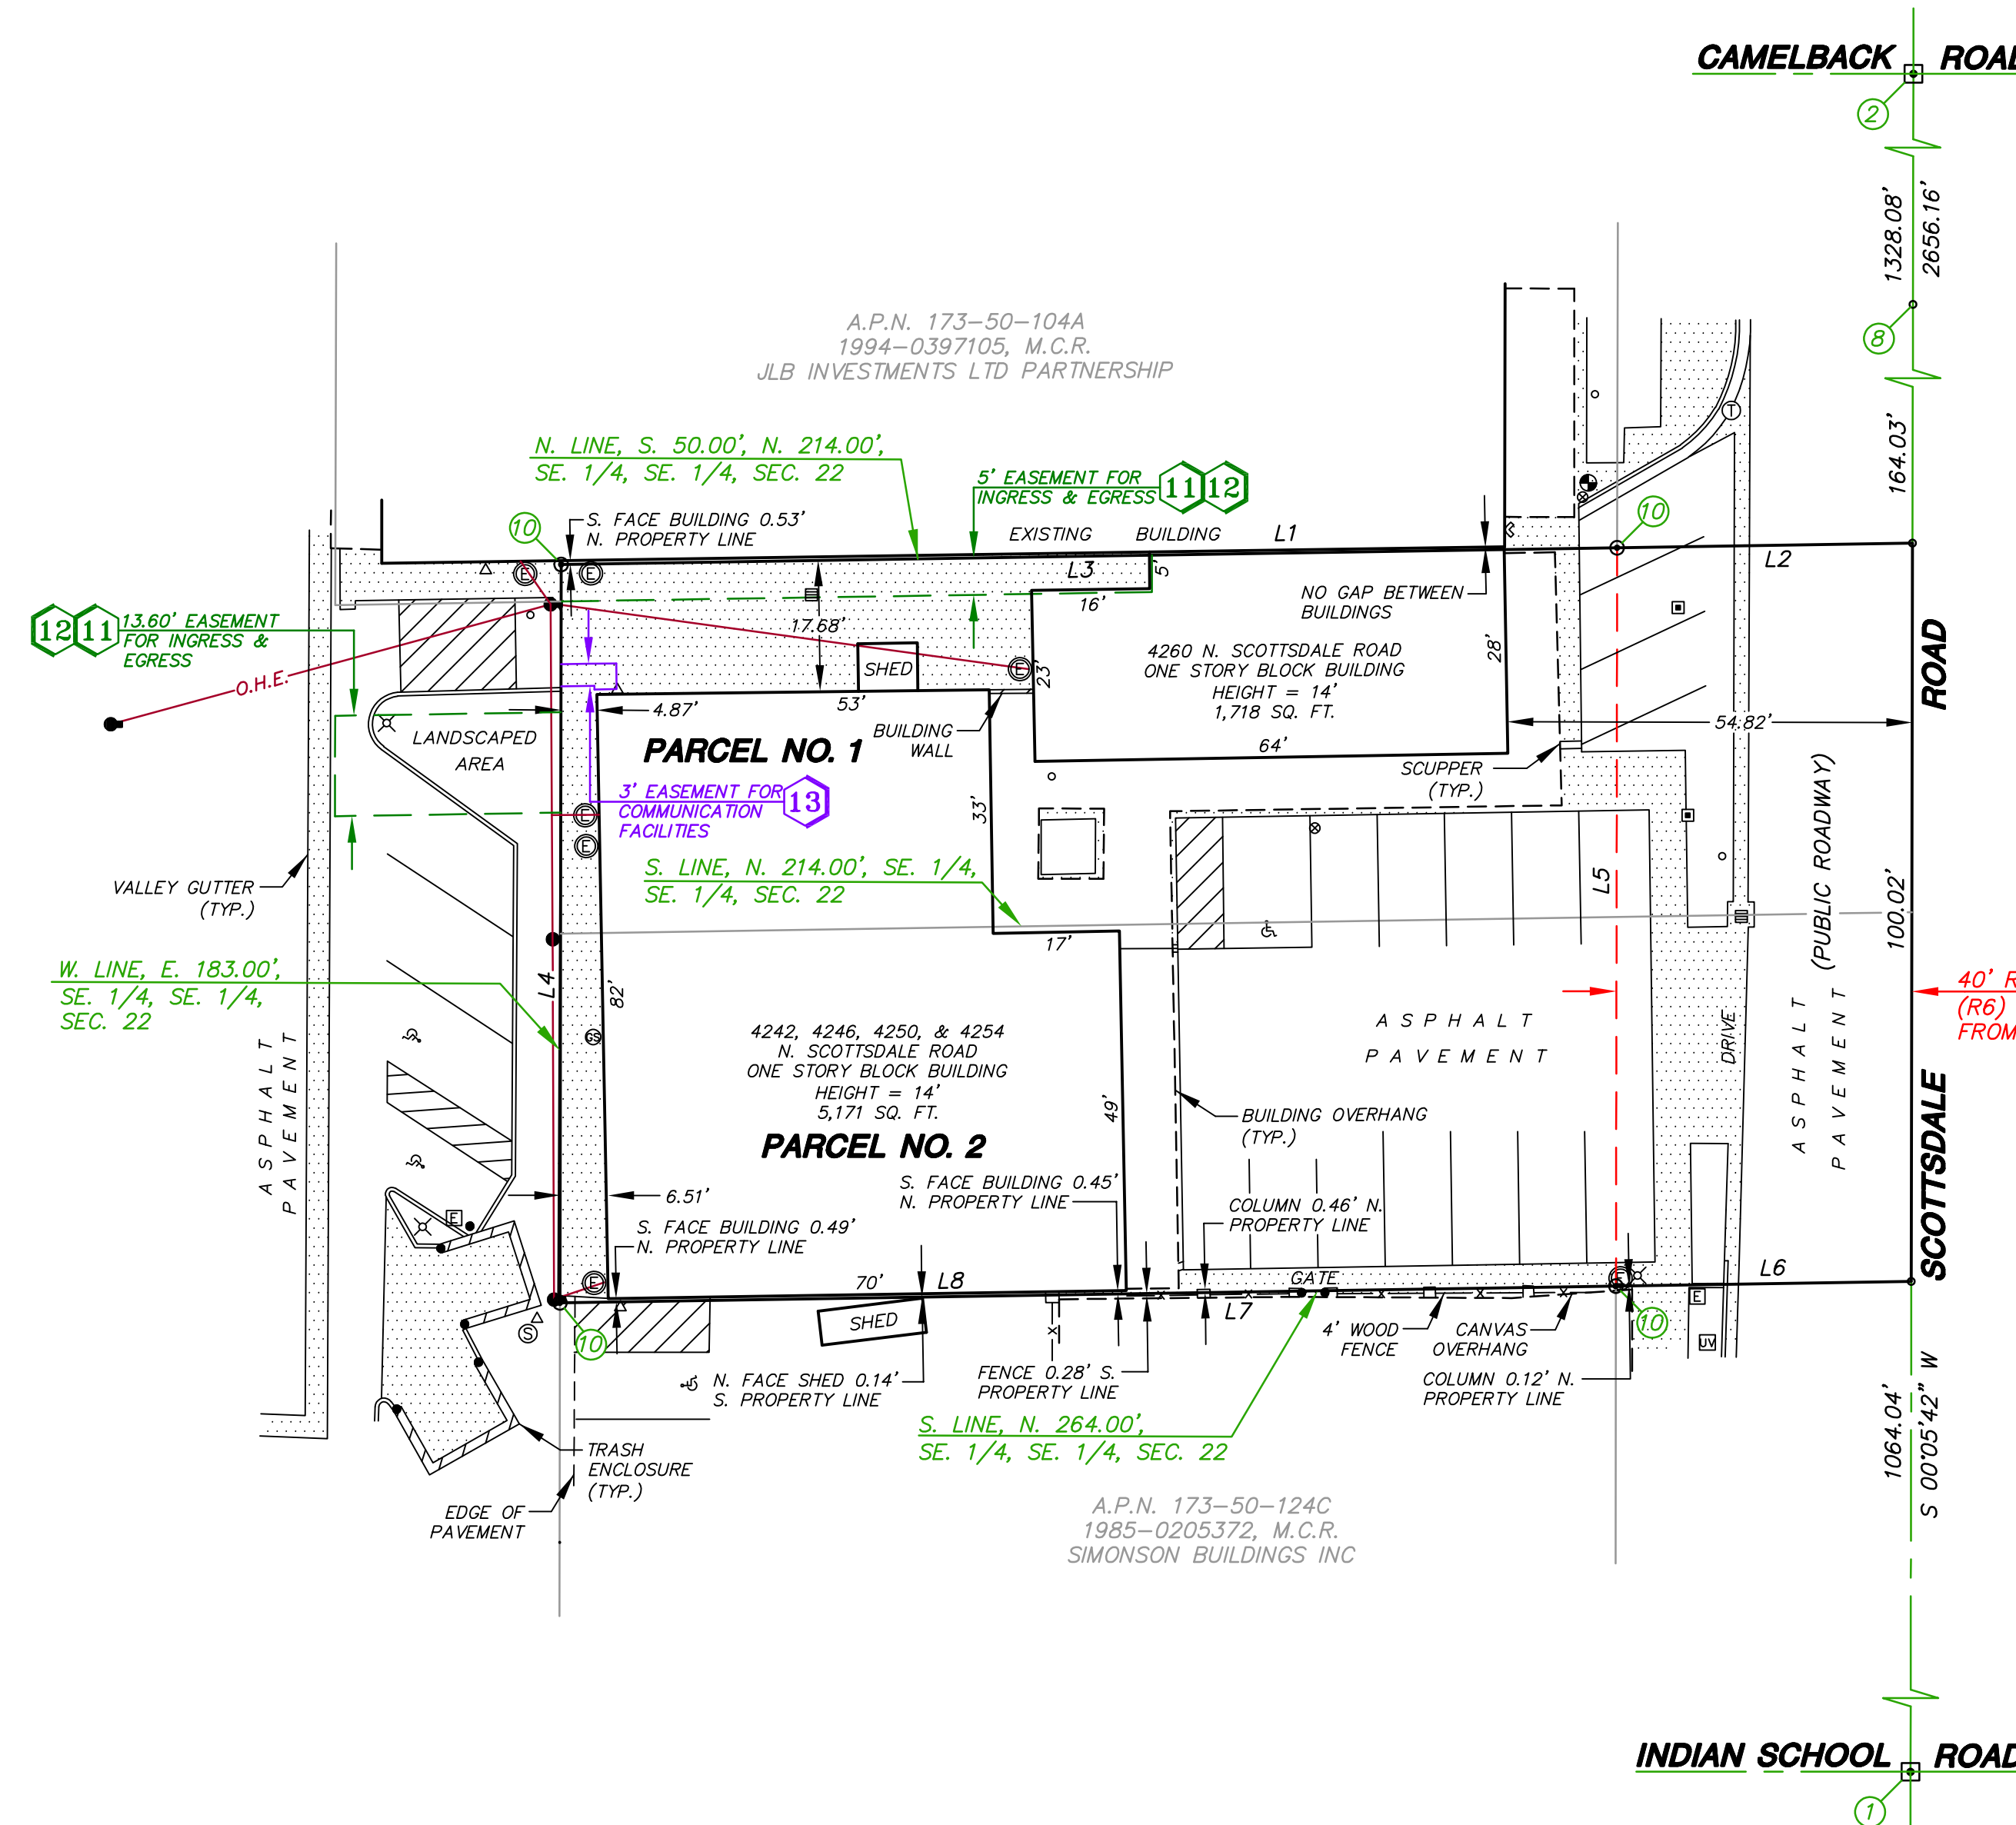 CAMELBACK ROAD
2
1328.08'
2656.16'
8
164.03'
A.P.N. 173-50-104A
1994-0397105, M.C.R.
JLB INVESTMENTS LTD PARTNERSHIP
N. LINE, S. 50.00', N. 214.00',
SE. 1/4, SE. 1/4, SEC. 22
5' EASEMENT FOR
INGRESS & EGRESS
11 12
T
10
S. FACE BUILDING 0.53'
N. PROPERTY LINE
EXISTING BUILDING
L1
10
L2
L3
5'
16'
E
E
NO GAP BETWEEN
BUILDINGS
12 11
13.60' EASEMENT
FOR INGRESS &
EGRESS
17.68'
O.H.E.
SHED
E
23'
28'
4260 N. SCOTTSDALE ROAD
ONE STORY BLOCK BUILDING
HEIGHT = 14'
1,718 SQ. FT.
64'
54.82'
4.87'
53'
LANDSCAPED
AREA
PARCEL NO. 1
BUILDING
WALL
SCUPPER
(TYP.)
3' EASEMENT FOR
COMMUNICATION
FACILITIES
13
33'
E
E
S. LINE, N. 214.00', SE. 1/4,
SE. 1/4, SEC. 22
VALLEY GUTTER
(TYP.)
L5
(PUBLIC ROADWAY)
100.02'
ROAD
17'
W. LINE, E. 183.00',
SE. 1/4, SE. 1/4,
SEC. 22
L4
82'
GS
40' R
(R6)
FROM
ASPHALT
PAVEMENT
4242, 4246, 4250, & 4254
N. SCOTTSDALE ROAD
ONE STORY BLOCK BUILDING
HEIGHT = 14'
5,171 SQ. FT.
49'
ASPHALT
PAVEMENT
DRIVE
ASPHALT
PAVEMENT
BUILDING OVERHANG
(TYP.)
PARCEL NO. 2
SCOTTSDALE
6.51'
S. FACE BUILDING 0.45'
N. PROPERTY LINE
COLUMN 0.46' N.
PROPERTY LINE
E
S. FACE BUILDING 0.49'
N. PROPERTY LINE
E
70'
L8
GATE
E
L6
L7
E
SHED
S
10
10
4' WOOD
FENCE
CANVAS
OVERHANG
UV
N. FACE SHED 0.14'
S. PROPERTY LINE
FENCE 0.28' S.
PROPERTY LINE
COLUMN 0.12' N.
PROPERTY LINE
S. LINE, N. 264.00',
SE. 1/4, SE. 1/4, SEC. 22
1064.04'
S 00°05'42" W
TRASH
ENCLOSURE
(TYP.)
EDGE OF
PAVEMENT
A.P.N. 173-50-124C
1985-0205372, M.C.R.
SIMONSON BUILDINGS INC
INDIAN SCHOOL ROAD
1